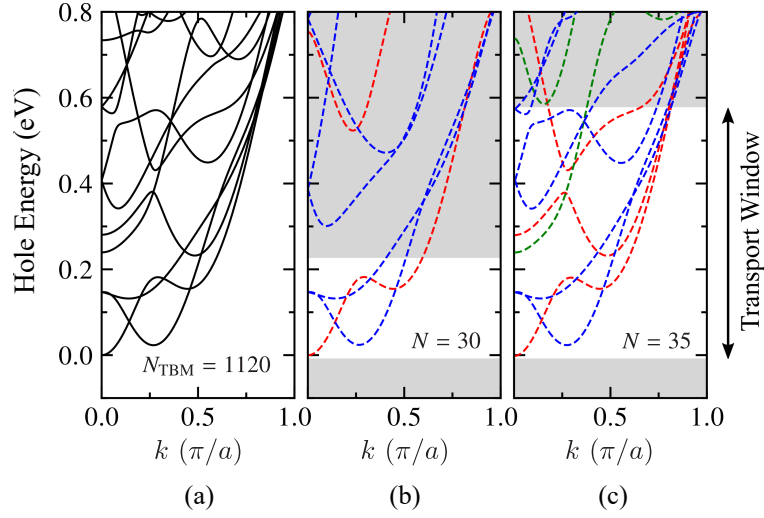 Hole Energy (eV)
0.8
0.6
0.4
0.2
0.0
N_TBM = 1120
N = 30
N = 35
Transport Window
0.0 0.5 1.0
0.0 0.5 1.0
0.0 0.5 1.0
k (π/a)
k (π/a)
k (π/a)
(a)
(b)
(c)